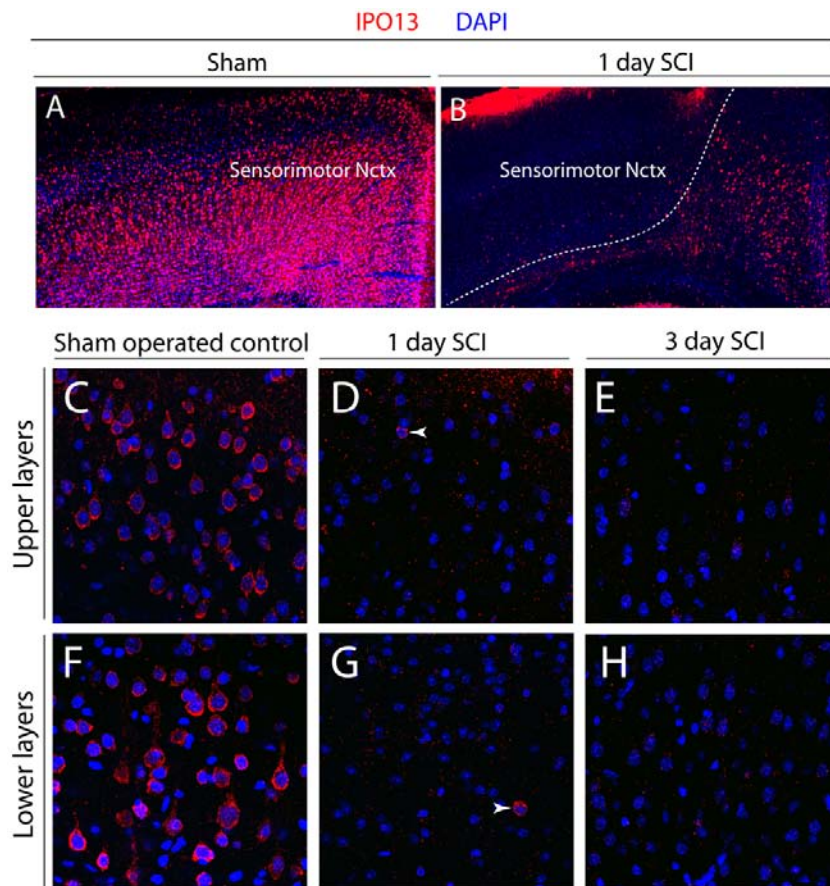 IPO13 DAPI
Sham 1 day SCI
A B
Sensorimotor Nctx Sensorimotor Nctx
Sham operated control 1 day SCI 3 day SCI
Upper layers
C D E
Lower layers
F G H